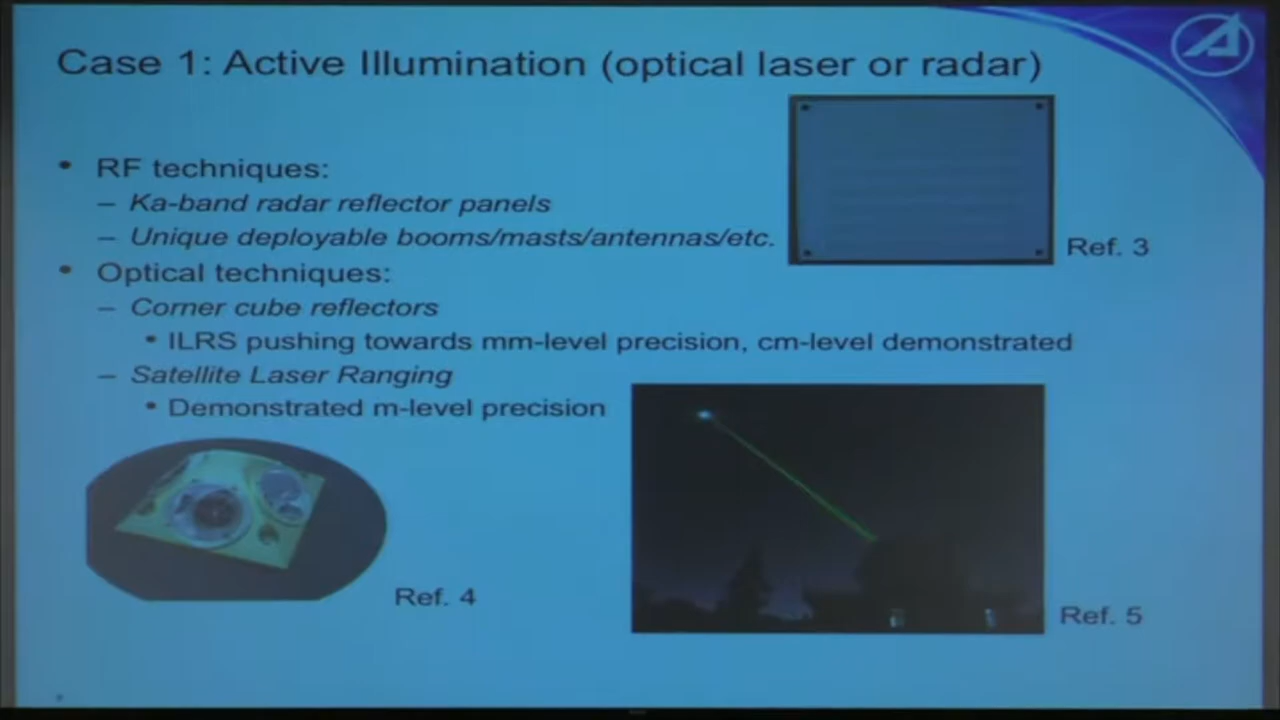 Case 1: Active Illumination (optical laser or radar)
• RF techniques:
– Ka-band radar reflector panels
– Unique deployable booms/masts/antennas/etc.
Ref. 3
• Optical techniques:
– Corner cube reflectors
• ILRS pushing towards mm-level precision, cm-level demonstrated
– Satellite Laser Ranging
• Demonstrated m-level precision
Ref. 4
Ref. 5